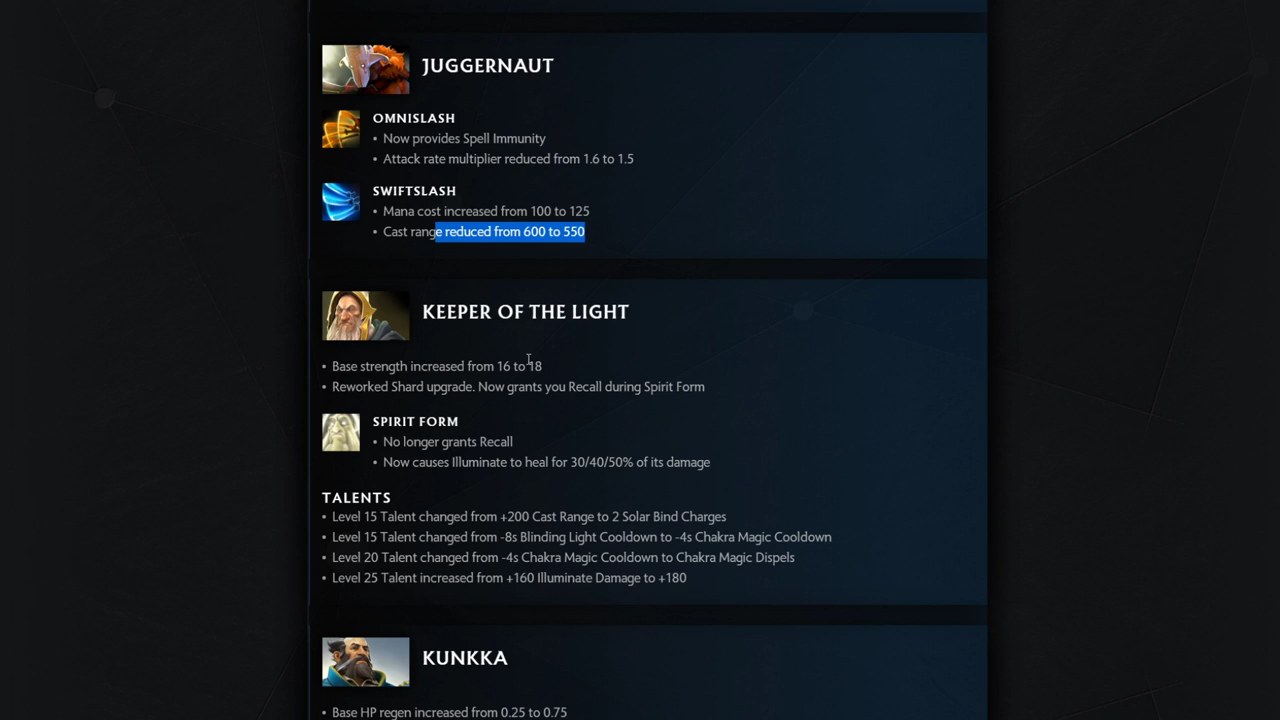 JUGGERNAUT
OMNISLASH
• Now provides Spell Immunity
• Attack rate multiplier reduced from 1.6 to 1.5
SWIFTSLASH
• Mana cost increased from 100 to 125
• Cast range reduced from 600 to 550
KEEPER OF THE LIGHT
• Base strength increased from 16 to 18
• Reworked Shard upgrade. Now grants you Recall during Spirit Form
SPIRIT FORM
• No longer grants Recall
• Now causes Illuminate to heal for 30/40/50% of its damage
TALENTS
• Level 15 Talent changed from +200 Cast Range to 2 Solar Bind Charges
• Level 15 Talent changed from -8s Blinding Light Cooldown to -4s Chakra Magic Cooldown
• Level 20 Talent changed from -4s Chakra Magic Cooldown to Chakra Magic Dispels
• Level 25 Talent increased from +160 Illuminate Damage to +180
KUNKKA
• Base HP regen increased from 0.25 to 0.75